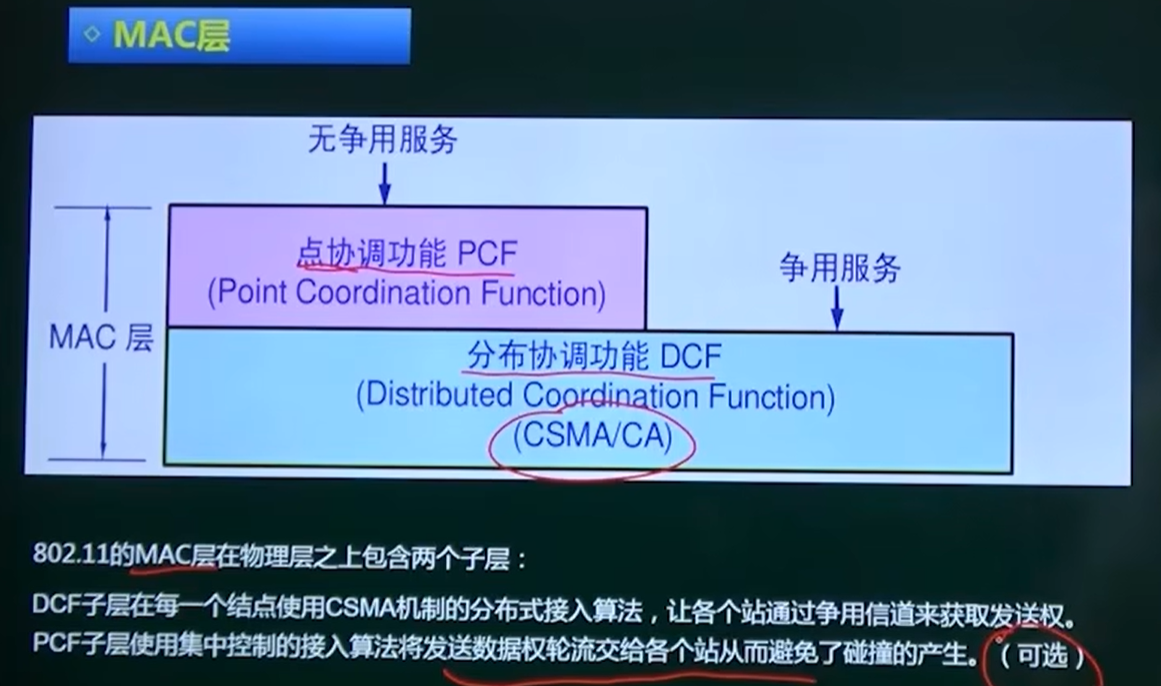 MAC层
无争用服务
点协调功能 PCF
(Point Coordination Function)
争用服务
MAC 层
分布协调功能 DCF
(Distributed Coordination Function)
(CSMA/CA)
802.11的MAC层在物理层之上包含两个子层：
DCF子层在每一个结点使用CSMA机制的分布式接入算法，让各个站通过争用信道来获取发送权。
PCF子层使用集中控制的接入算法将发送数据权轮流交给各个站从而避免了碰撞的产生。（可选）